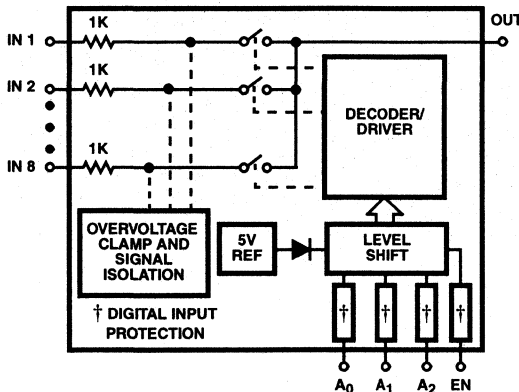 OUT
1K
IN 1
1K
IN 2
1K
IN 8
DECODER/
DRIVER
OVERVOLTAGE
CLAMP AND
SIGNAL
ISOLATION
5V
REF
LEVEL
SHIFT
† DIGITAL INPUT
PROTECTION
† † † †
A0 A1 A2 EN